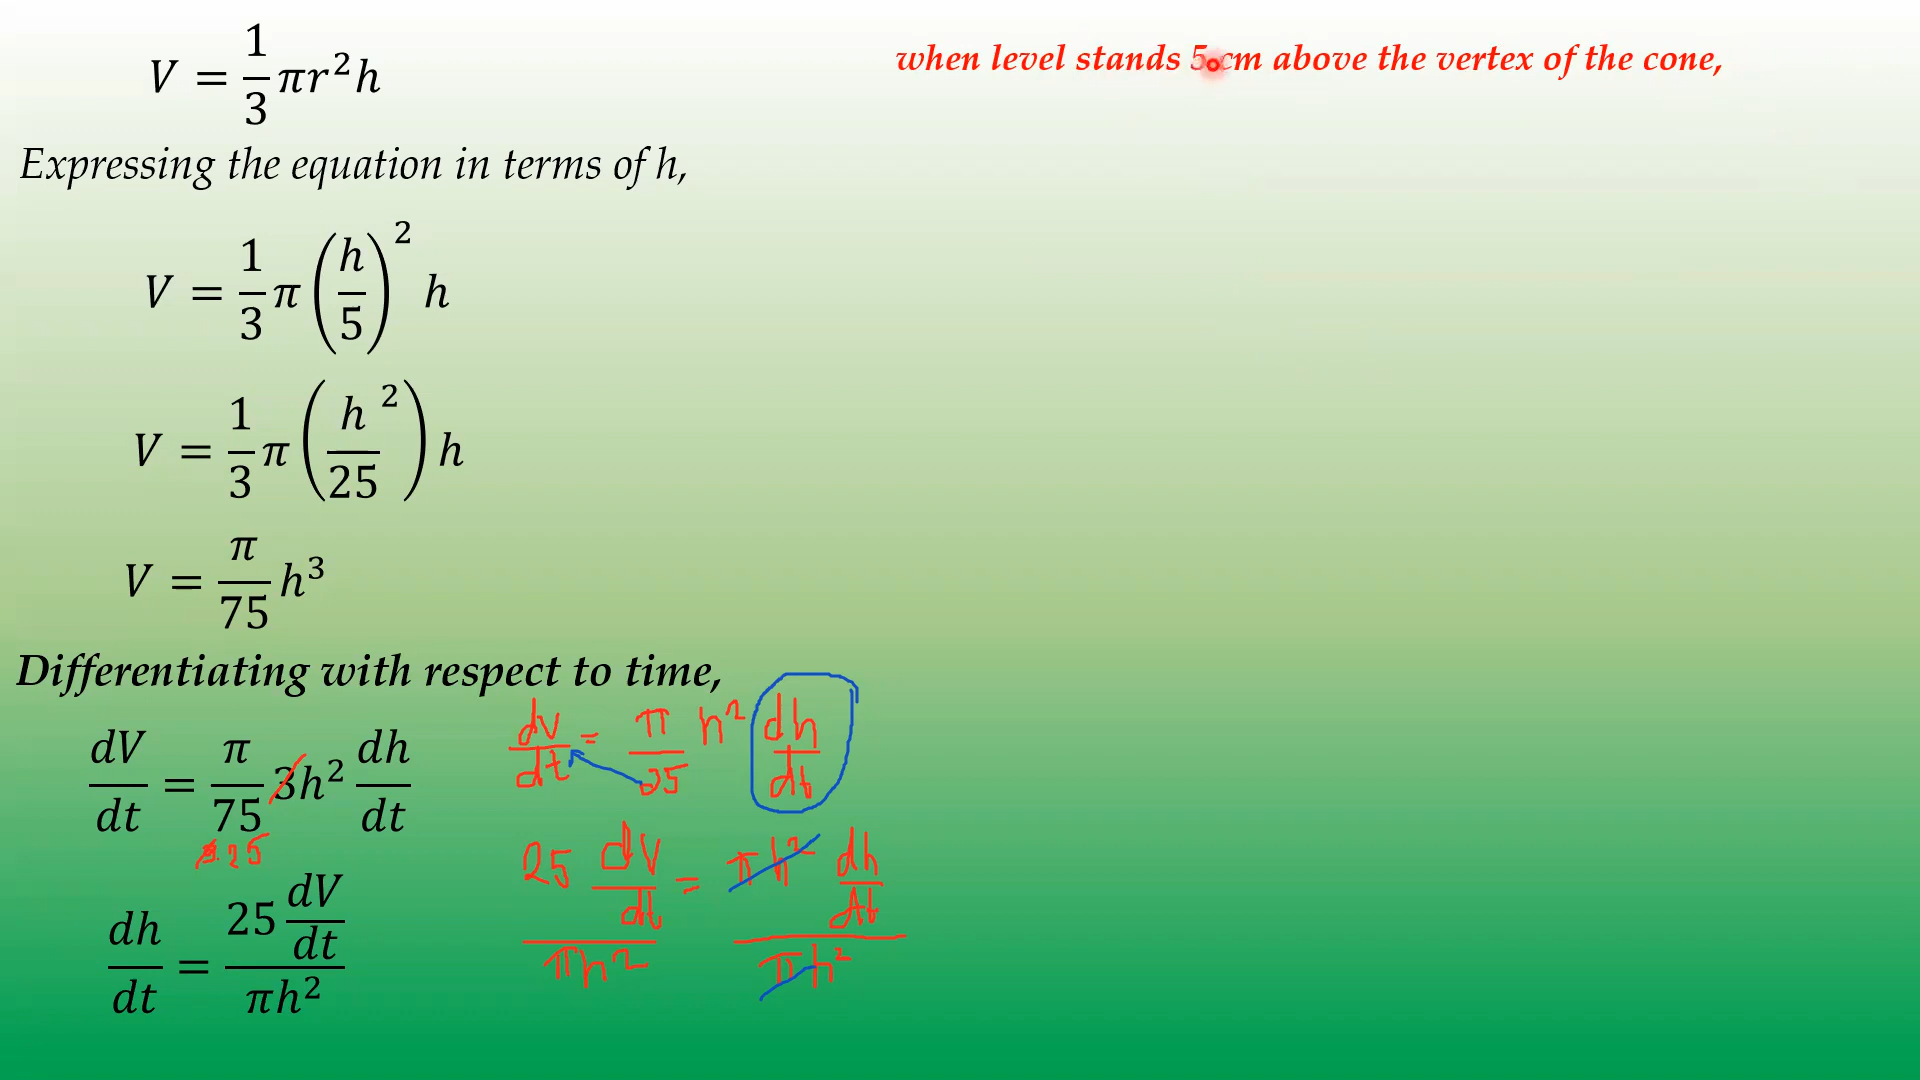 V = 1/3 πr²h
Expressing the equation in terms of h,
V = 1/3 π (h/5)² h
V = 1/3 π (h²/25) h
V = π/75 h³
Differentiating with respect to time,
dV/dt = π/75 3h² dh/dt
3·25
dh/dt = 25 dV/dt / πh²
dV/dt = π/25 h² dh/dt
25 dV/dt / πh² = πh² dh/dt / πh²
when level stands 5 cm above the vertex of the cone,